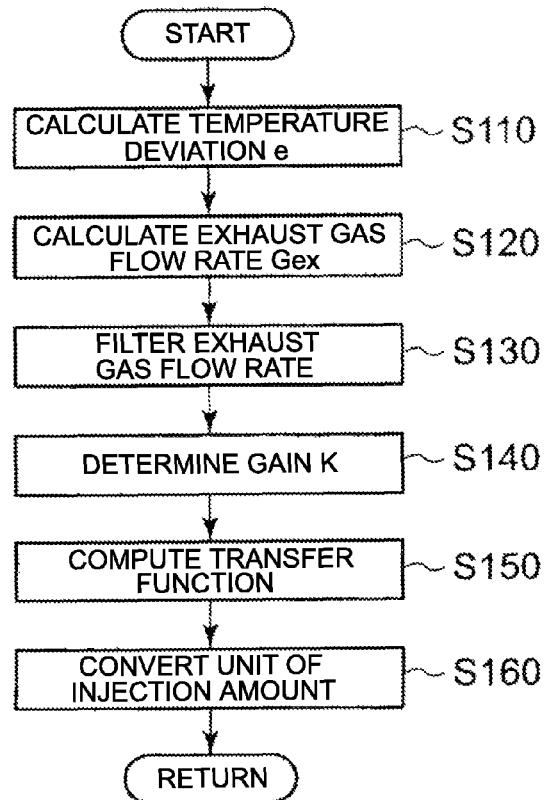 START
CALCULATE TEMPERATURE
DEVIATION e
S110
CALCULATE EXHAUST GAS
FLOW RATE Gex
S120
FILTER EXHAUST
GAS FLOW RATE
S130
DETERMINE GAIN K
S140
COMPUTE TRANSFER
FUNCTION
S150
CONVERT UNIT OF
INJECTION AMOUNT
S160
RETURN